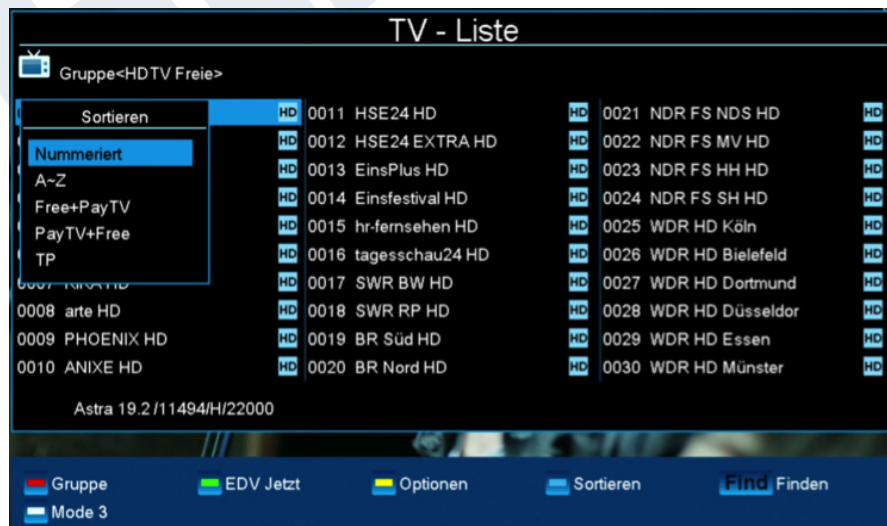 TV - Liste
Gruppe<HDTV Freie>
Sortieren
Nummeriert
A~Z
Free+PayTV
PayTV+Free
TP
HD
HD
HD
HD
HD
HD
HD
0008 arte HD HD
0009 PHOENIX HD HD
0010 ANIXE HD HD
0011 HSE24 HD HD
0012 HSE24 EXTRA HD HD
0013 EinsPlus HD HD
0014 Einsfestival HD HD
0015 hr-fernsehen HD HD
0016 tagesschau24 HD HD
0017 SWR BW HD HD
0018 SWR RP HD HD
0019 BR Süd HD HD
0020 BR Nord HD HD
0021 NDR FS NDS HD HD
0022 NDR FS MV HD HD
0023 NDR FS HH HD HD
0024 NDR FS SH HD HD
0025 WDR HD Köln HD
0026 WDR HD Bielefeld HD
0027 WDR HD Dortmund HD
0028 WDR HD Düsseldor HD
0029 WDR HD Essen HD
0030 WDR HD Münster HD
Astra 19.2 /11494/H/22000
Gruppe
EDV Jetzt
Optionen
Sortieren
Find Finden
Mode 3